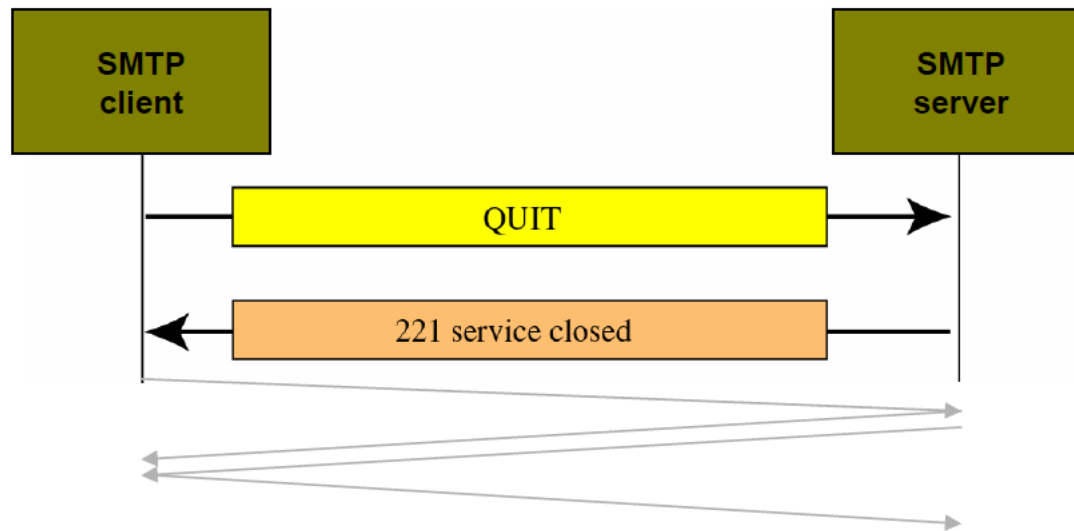 SMTP
client
SMTP
server
QUIT
221 service closed